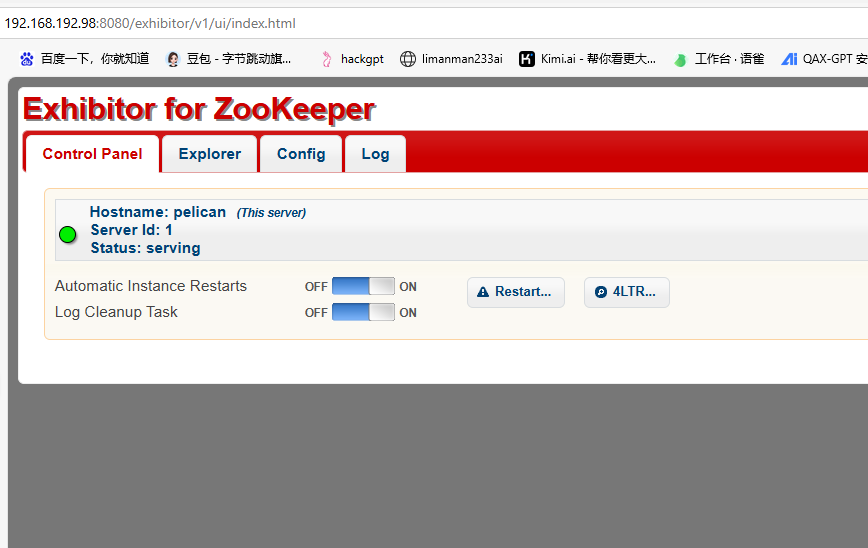 192.168.192.98:8080/exhibitor/v1/ui/index.html
百度一下，你就知道 豆包 - 字节跳动旗... hackgpt limanman233ai Kimi.ai - 帮你看更大... 工作台 · 语雀 QAX-GPT 安
Exhibitor for ZooKeeper
Control Panel Explorer Config Log
Hostname: pelican (This server)
Server Id: 1
Status: serving
Automatic Instance Restarts OFF ON Restart... 4LTR...
Log Cleanup Task OFF ON